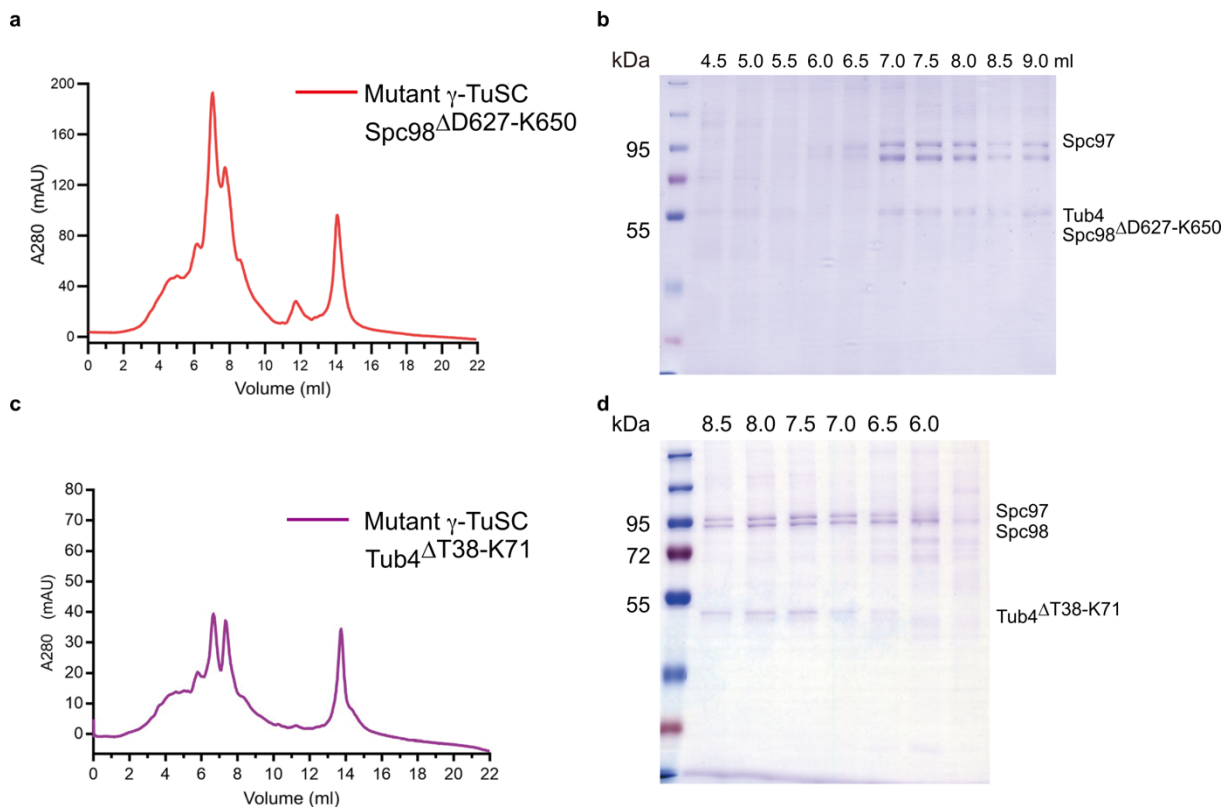 a
200
160
120
80
40
0
A280 (mAU)
Mutant γ-TuSC
Spc98ΔD627-K650
0 2 4 6 8 10 12 14 16 18 20 22
Volume (ml)
b
kDa 4.5 5.0 5.5 6.0 6.5 7.0 7.5 8.0 8.5 9.0 ml
95
55
Spc97
Tub4
Spc98ΔD627-K650
c
80
70
60
50
40
30
20
10
0
A280 (mAU)
Mutant γ-TuSC
Tub4ΔT38-K71
0 2 4 6 8 10 12 14 16 18 20 22
Volume (ml)
d
kDa 8.5 8.0 7.5 7.0 6.5 6.0
95
72
55
Spc97
Spc98
Tub4ΔT38-K71